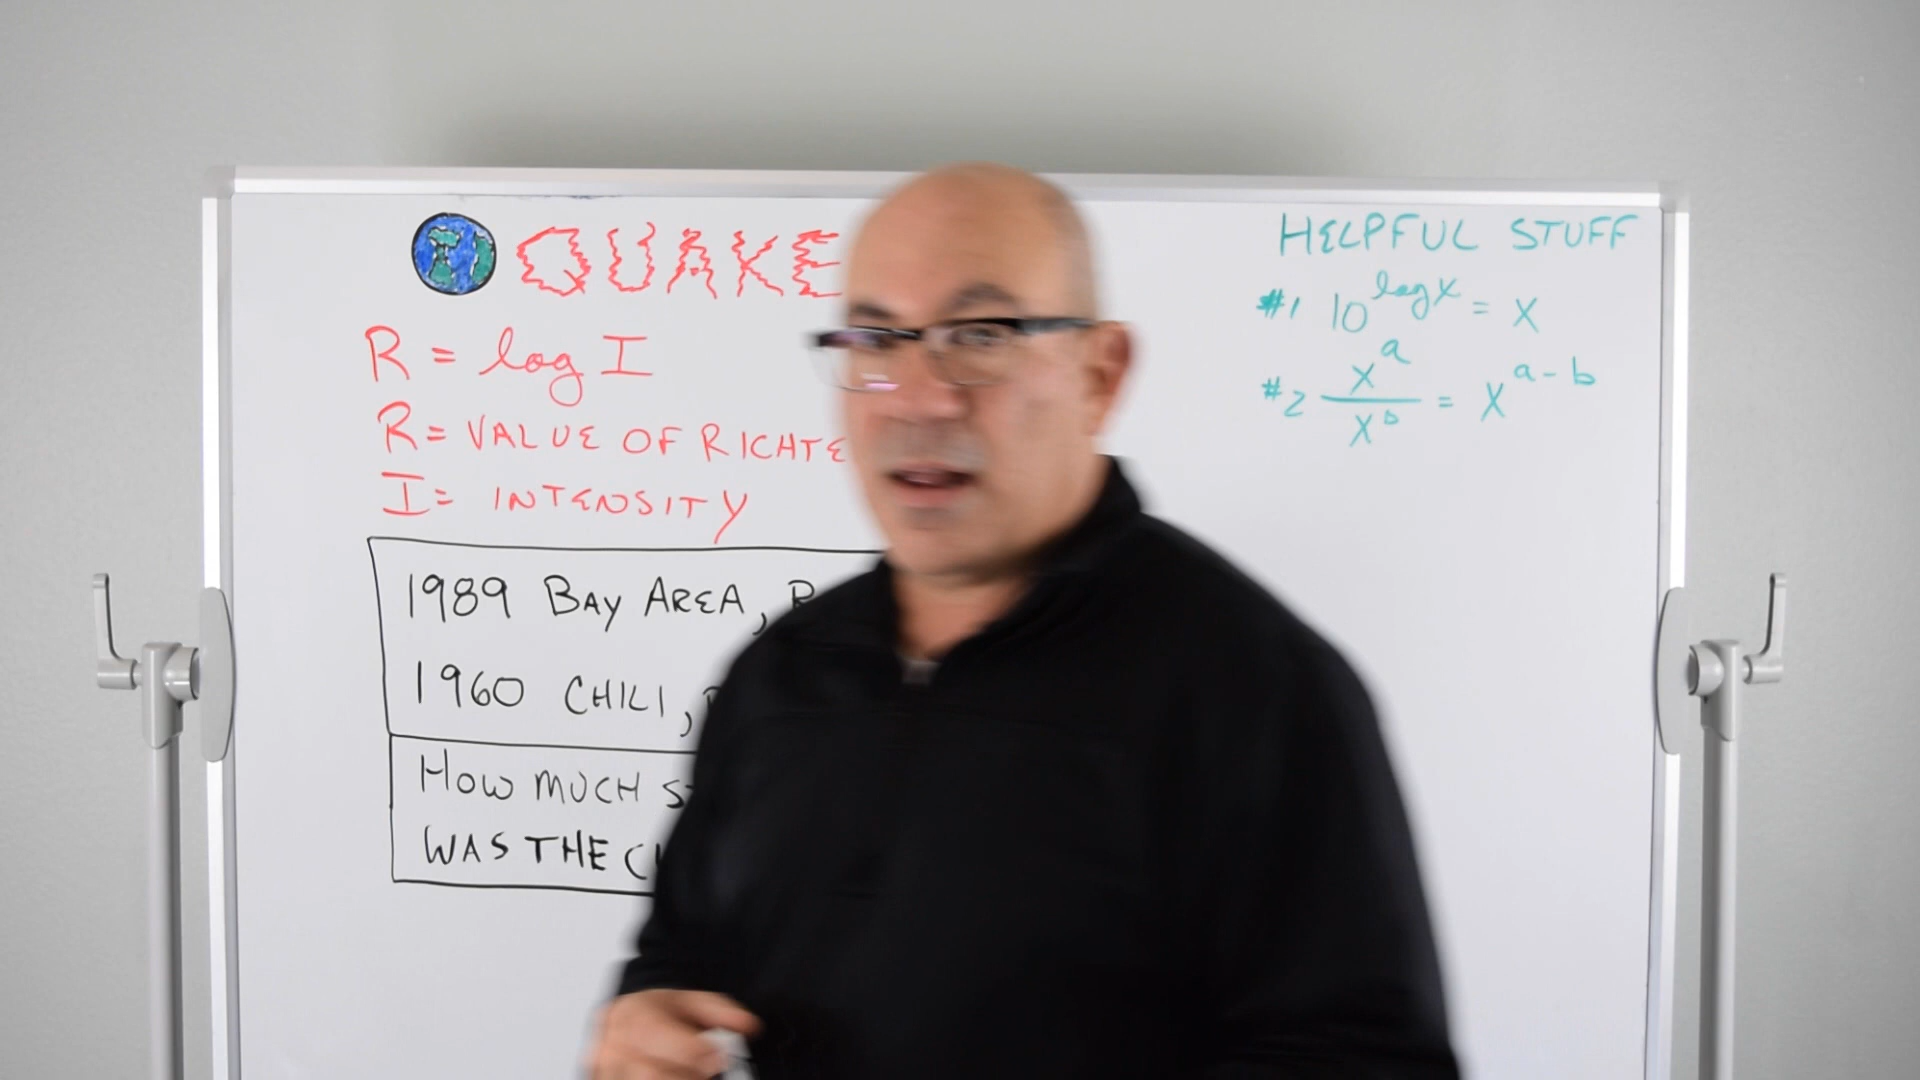 QUAKE
R = log I
R = VALUE OF RICHTE
I = INTENSITY
1989 BAY AREA, R
1960 CHILI,
HOW MUCH
WAS THE
HELPFUL STUFF
#1 10^log x = x
#2 x^a / x^b = x^a-b